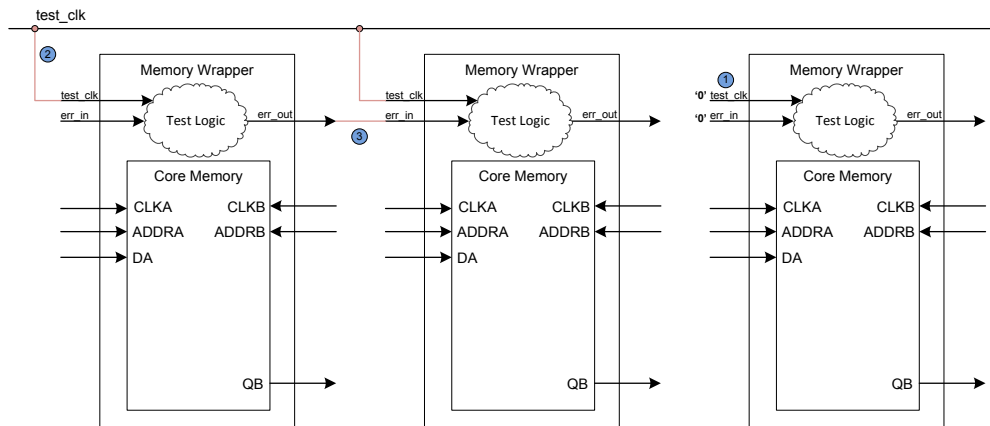 test_clk
2
Memory Wrapper
test_clk
err_in
Test Logic
err_out
Core Memory
CLKA
CLKB
ADDRA
ADDRB
DA
QB
3
Memory Wrapper
test_clk
err_in
Test Logic
err_out
Core Memory
CLKA
CLKB
ADDRA
ADDRB
DA
QB
1
Memory Wrapper
'0' test_clk
'0' err_in
Test Logic
err_out
Core Memory
CLKA
CLKB
ADDRA
ADDRB
DA
QB